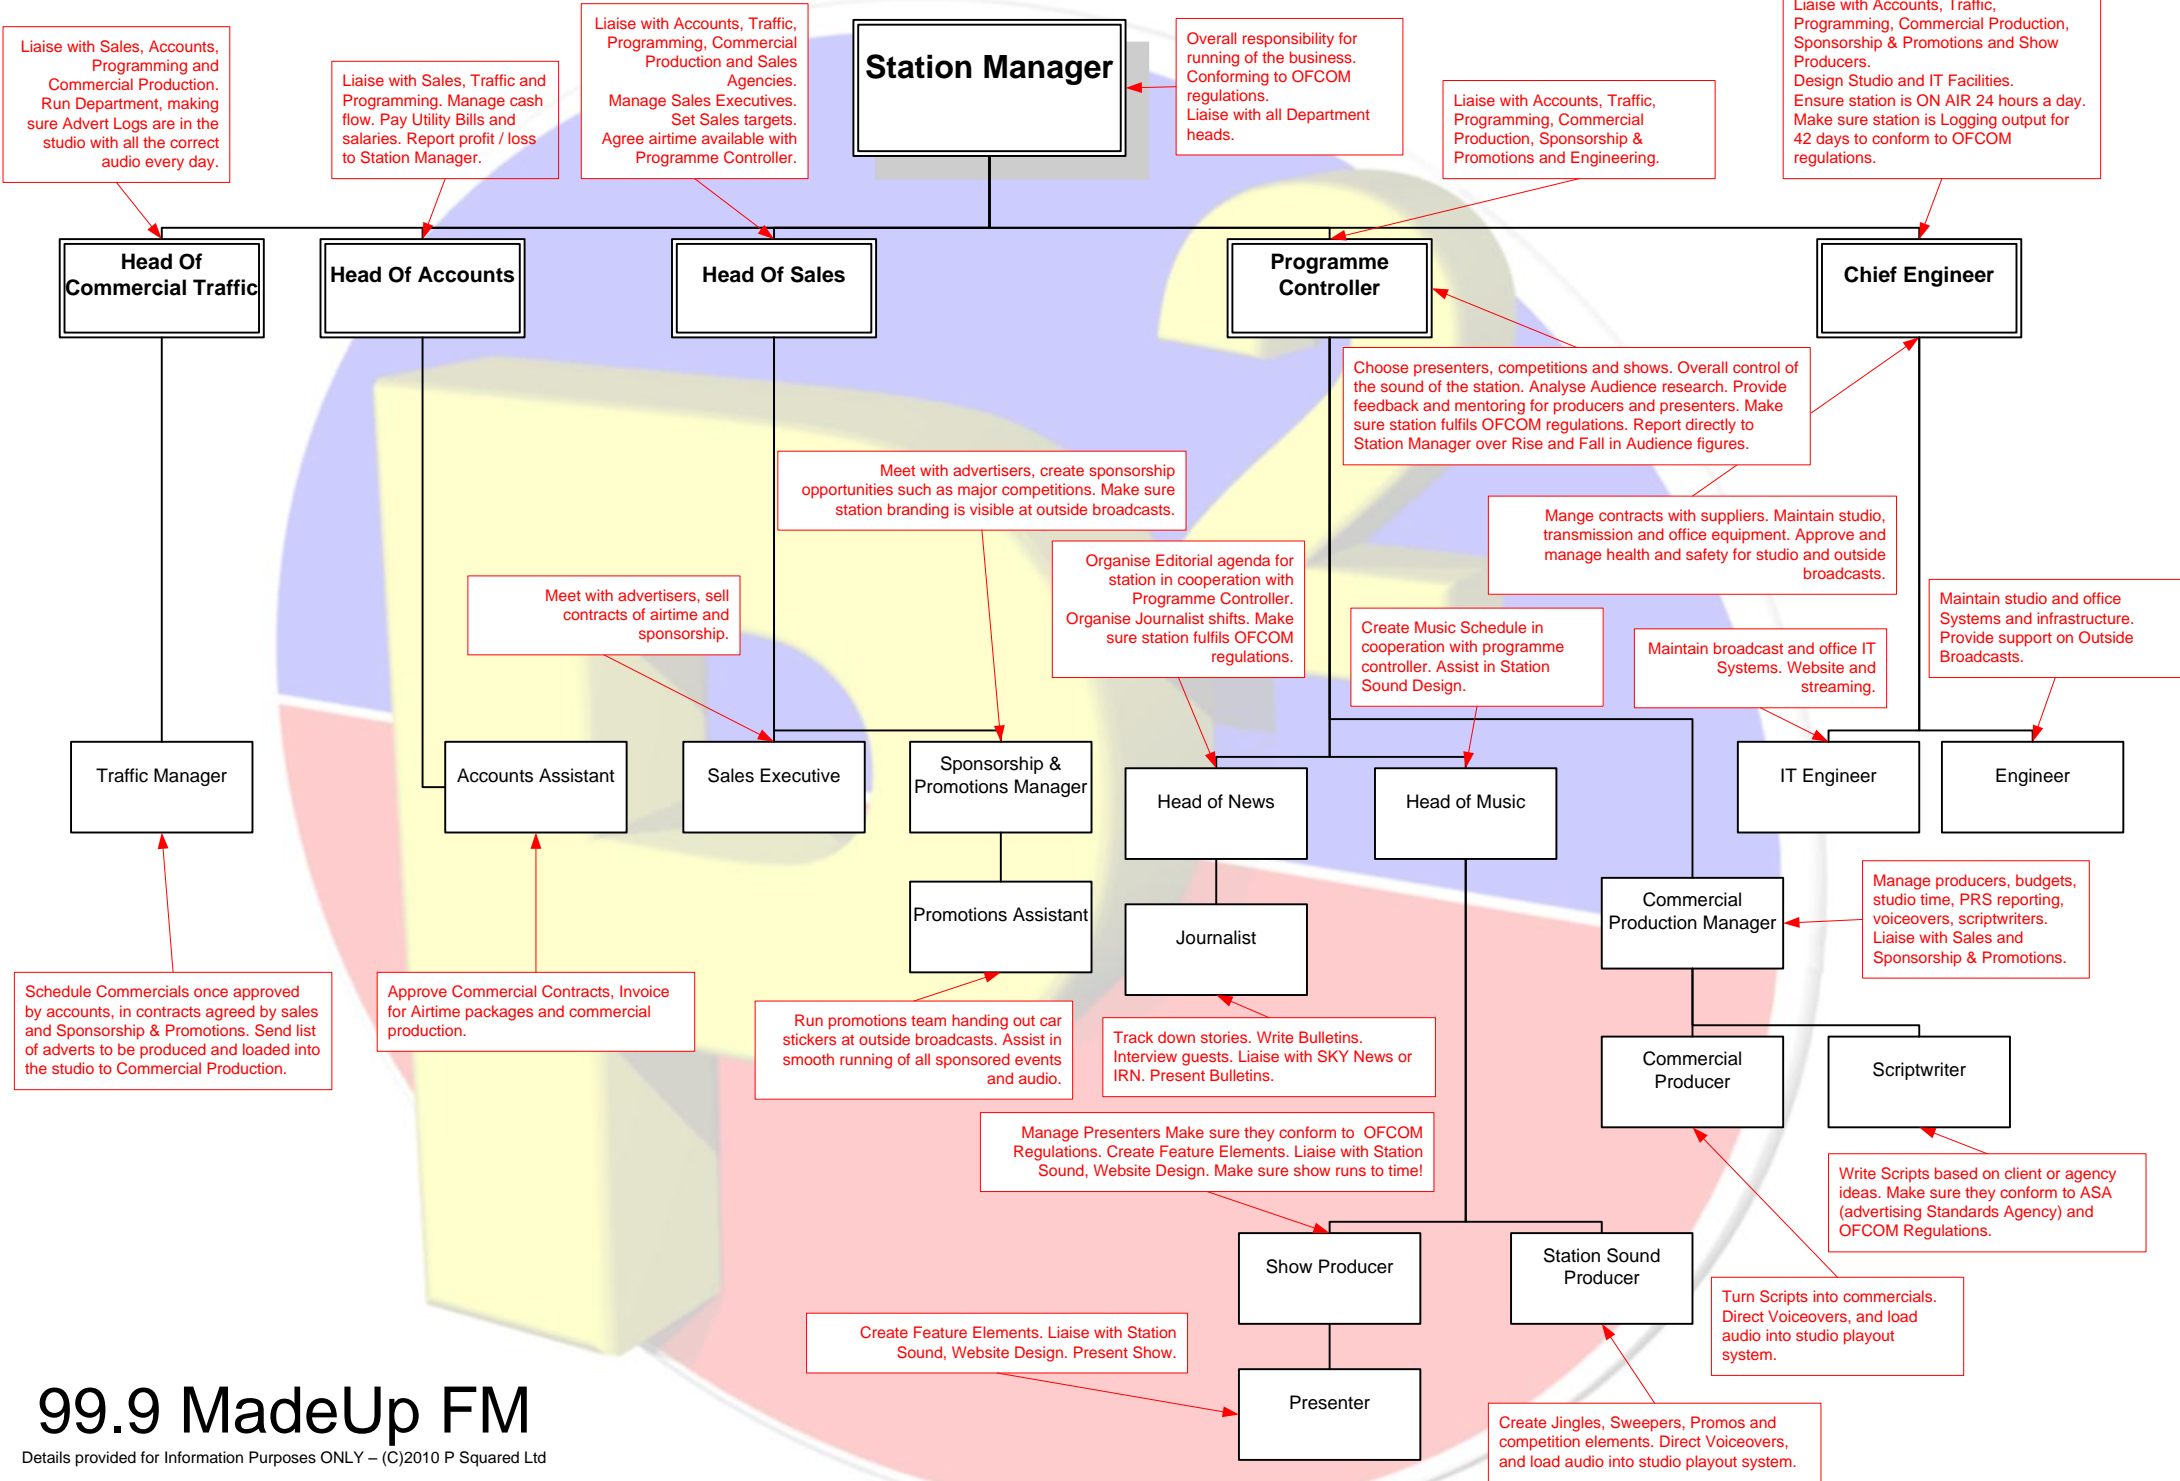 Liaise with Sales, Accounts,
Programming and
Commercial Production.
Run Department, making
sure Advert Logs are in the
studio with all the correct
audio every day.
Liaise with Sales, Traffic and
Programming. Manage cash
flow. Pay Utility Bills and
salaries. Report profit / loss
to Station Manager.
Liaise with Accounts, Traffic,
Programming, Commercial
Production and Sales
Agencies.
Manage Sales Executives.
Set Sales targets.
Agree airtime available with
Programme Controller.
Station Manager
Overall responsibility for
running of the business.
Conforming to OFCOM
regulations.
Liaise with all Department
heads.
Liaise with Accounts, Traffic,
Programming, Commercial
Production, Sponsorship &
Promotions and Engineering.
Liaise with Accounts, Traffic,
Programming, Commercial Production,
Sponsorship & Promotions and Show
Producers.
Design Studio and IT Facilities.
Ensure station is ON AIR 24 hours a day.
Make sure station is Logging output for
42 days to conform to OFCOM
regulations.
Head Of
Commercial Traffic
Head Of Accounts
Head Of Sales
Programme
Controller
Chief Engineer
Choose presenters, competitions and shows. Overall control of
the sound of the station. Analyse Audience research. Provide
feedback and mentoring for producers and presenters. Make
sure station fulfils OFCOM regulations. Report directly to
Station Manager over Rise and Fall in Audience figures.
Meet with advertisers, create sponsorship
opportunities such as major competitions. Make sure
station branding is visible at outside broadcasts.
Mange contracts with suppliers. Maintain studio,
transmission and office equipment. Approve and
manage health and safety for studio and outside
broadcasts.
Meet with advertisers, sell
contracts of airtime and
sponsorship.
Organise Editorial agenda for
station in cooperation with
Programme Controller.
Organise Journalist shifts. Make
sure station fulfils OFCOM
regulations.
Create Music Schedule in
cooperation with programme
controller. Assist in Station
Sound Design.
Maintain broadcast and office IT
Systems. Website and
streaming.
Maintain studio and office
Systems and infrastructure.
Provide support on Outside
Broadcasts.
Traffic Manager
Accounts Assistant
Sales Executive
Sponsorship &
Promotions Manager
Head of News
Head of Music
IT Engineer
Engineer
Promotions Assistant
Journalist
Commercial
Production Manager
Manage producers, budgets,
studio time, PRS reporting,
voiceovers, scriptwriters.
Liaise with Sales and
Sponsorship & Promotions.
Schedule Commercials once approved
by accounts, in contracts agreed by sales
and Sponsorship & Promotions. Send list
of adverts to be produced and loaded into
the studio to Commercial Production.
Approve Commercial Contracts, Invoice
for Airtime packages and commercial
production.
Run promotions team handing out car
stickers at outside broadcasts. Assist in
smooth running of all sponsored events
and audio.
Track down stories. Write Bulletins.
Interview guests. Liaise with SKY News or
IRN. Present Bulletins.
Commercial
Producer
Scriptwriter
Manage Presenters Make sure they conform to OFCOM
Regulations. Create Feature Elements. Liaise with Station
Sound, Website Design. Make sure show runs to time!
Write Scripts based on client or agency
ideas. Make sure they conform to ASA
(advertising Standards Agency) and
OFCOM Regulations.
Show Producer
Station Sound
Producer
Turn Scripts into commercials.
Direct Voiceovers, and load
audio into studio playout
system.
Create Feature Elements. Liaise with Station
Sound, Website Design. Present Show.
Presenter
Create Jingles, Sweepers, Promos and
competition elements. Direct Voiceovers,
and load audio into studio playout system.
99.9 MadeUp FM
Details provided for Information Purposes ONLY – (C)2010 P Squared Ltd